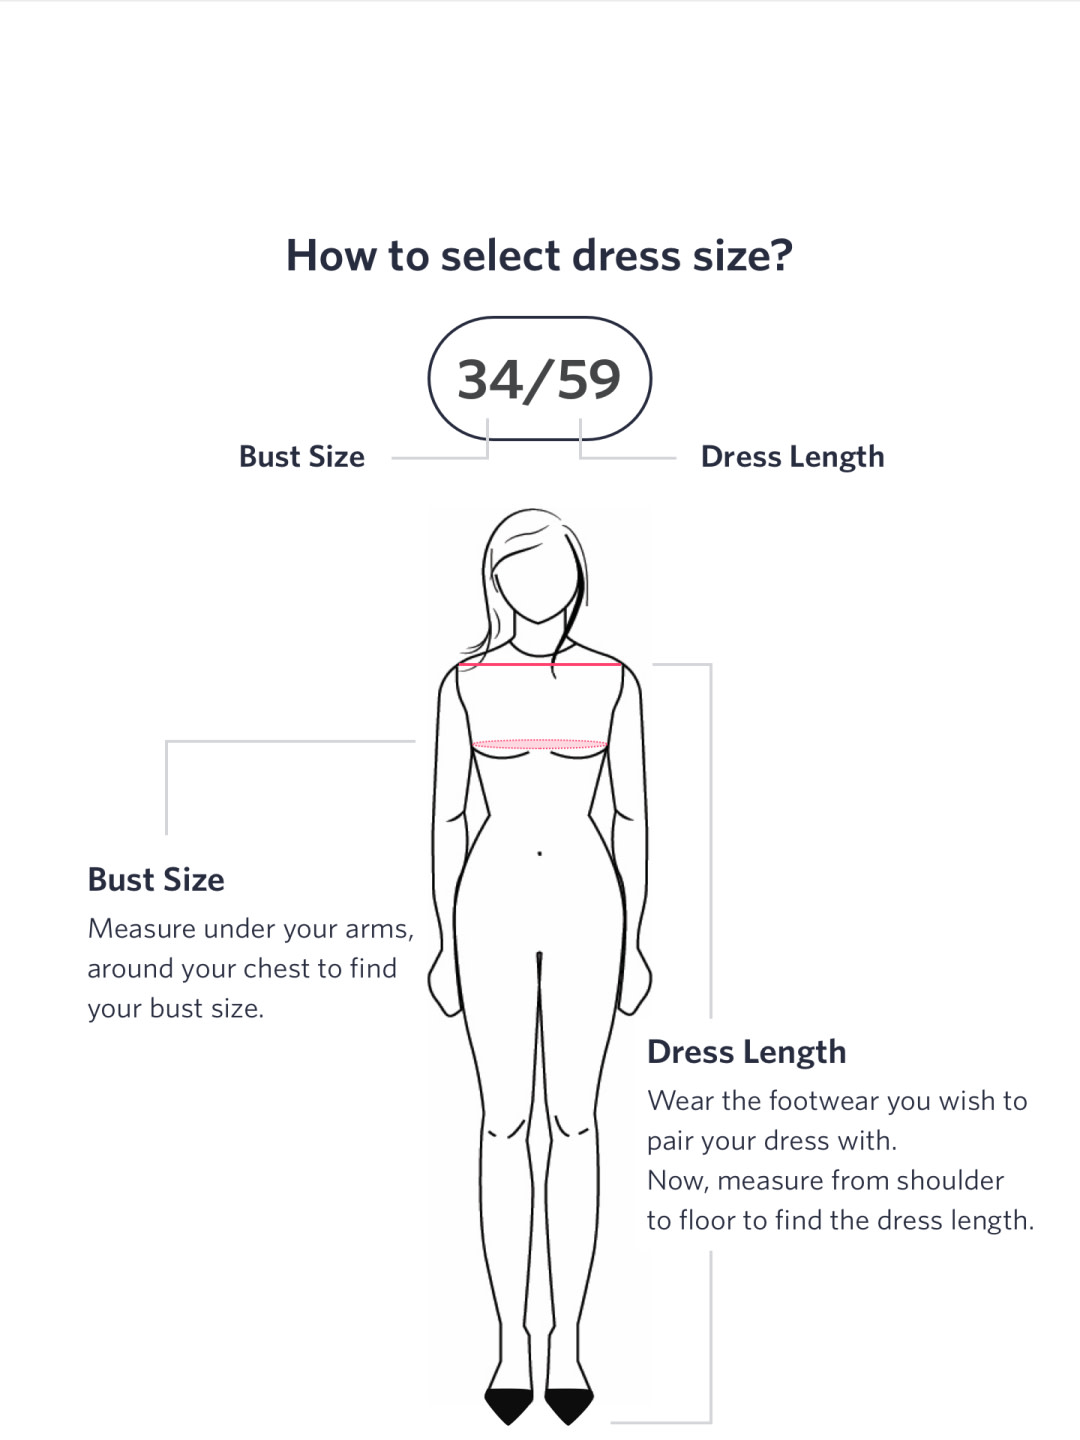 How to select dress size?
34/59
Bust Size
Dress Length
Bust Size
Measure under your arms,
around your chest to find
your bust size.
Dress Length
Wear the footwear you wish to
pair your dress with.
Now, measure from shoulder
to floor to find the dress length.